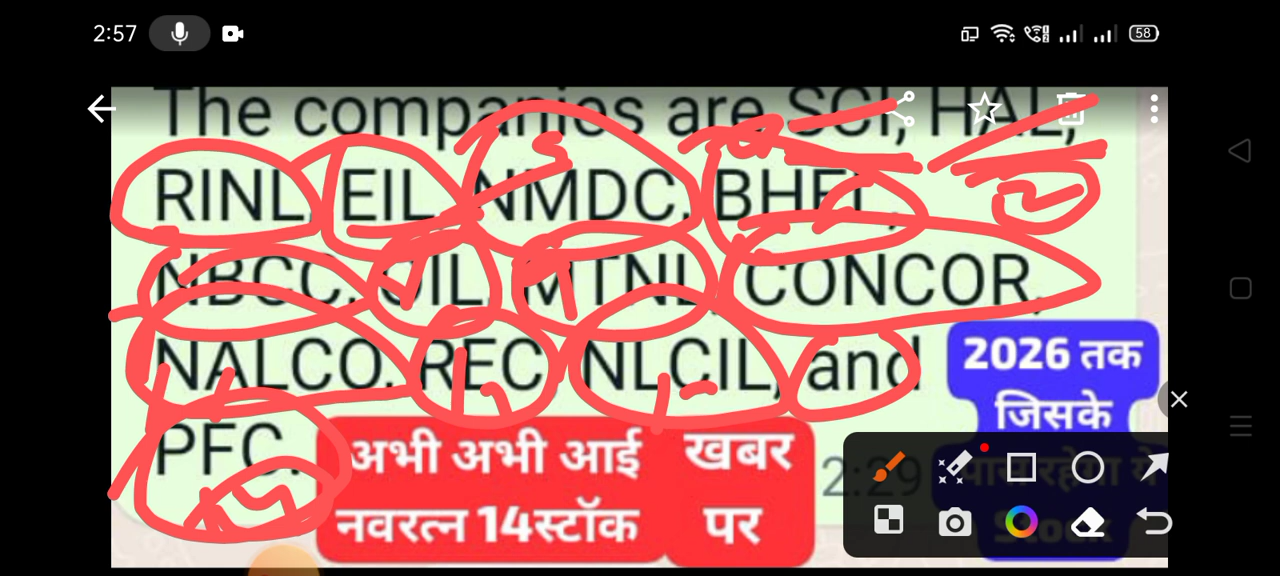 2:57
58
The companies are SCI, HAL,
RINL, EIL, NMDC, BHEL,
NBCC, OIL, MTNL, CONCOR,
NALCO, REC, NLCIL, and
PFC.
2:29
अभी अभी आई खबर
नवरत्न 14स्टॉक पर
2026 तक
जिसके